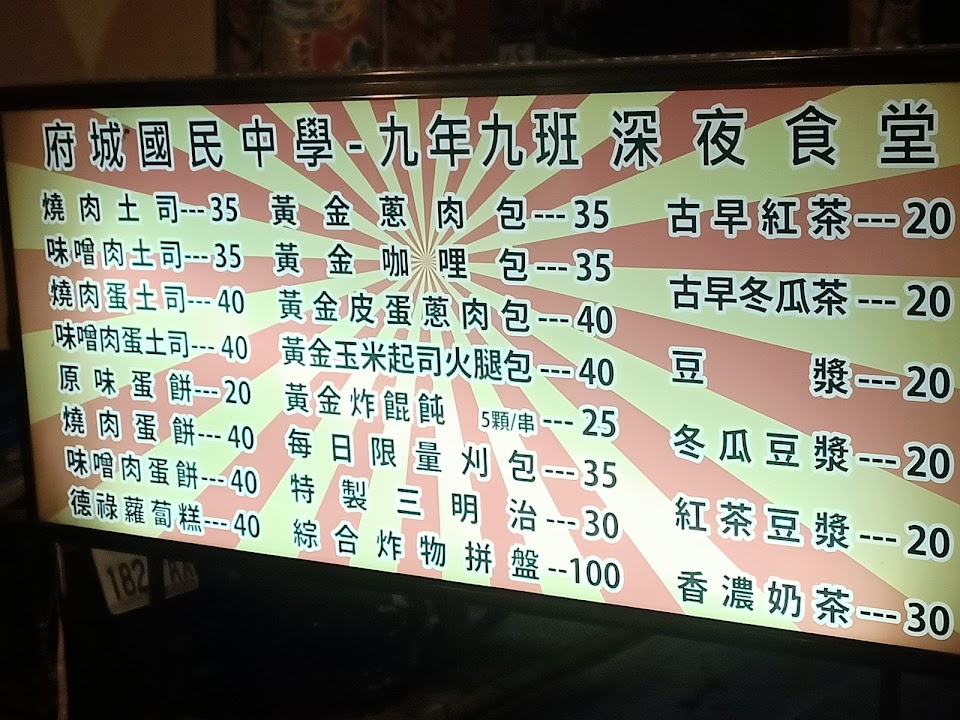 府城國民中學-九年九班 深夜食堂
燒肉土司---35
味噌肉土司---35
燒肉蛋土司---40
味噌肉蛋土司---40
原味蛋餅---20
燒肉蛋餅---40
味噌肉蛋餅---40
德祿蘿蔔糕---40
黃金蔥肉包---35
黃金咖哩包---35
黃金皮蛋蔥肉包---40
黃金玉米起司火腿包---40
黃金炸餛飩 5顆/串---25
每日限量刈包---35
特製三明治---30
綜合炸物拼盤--100
古早紅茶---20
古早冬瓜茶---20
豆漿---20
冬瓜豆漿---20
紅茶豆漿---20
香濃奶茶---30
182